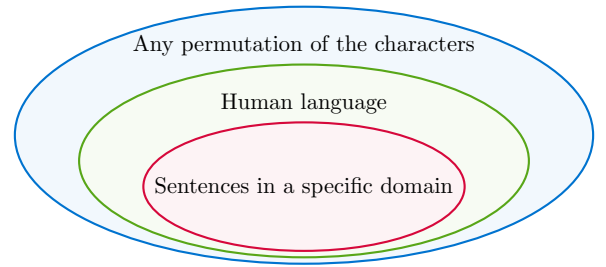 Any permutation of the characters
Human language
Sentences in a specific domain